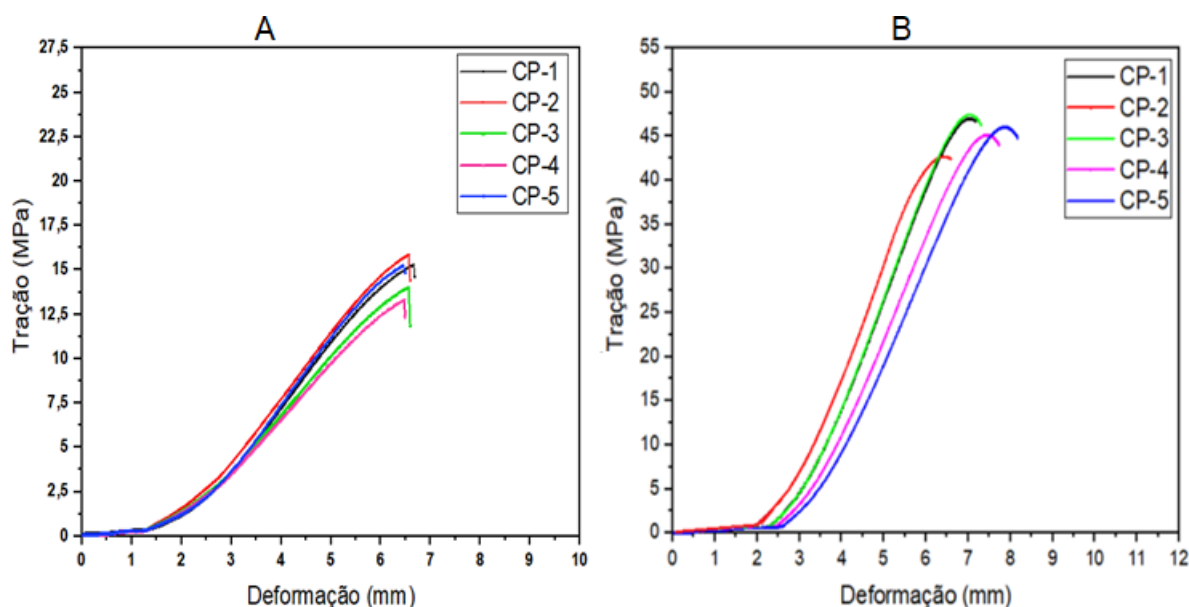 A
27,5
25
22,5
20
17,5
15
12,5
10
7,5
5
2,5
0
Tração (MPa)
CP-1
CP-2
CP-3
CP-4
CP-5
0 1 2 3 4 5 6 7 8 9 10
Deformação (mm)
B
55
50
45
40
35
30
25
20
15
10
5
0
Tração (MPa)
CP-1
CP-2
CP-3
CP-4
CP-5
0 1 2 3 4 5 6 7 8 9 10 11 12
Deformação (mm)